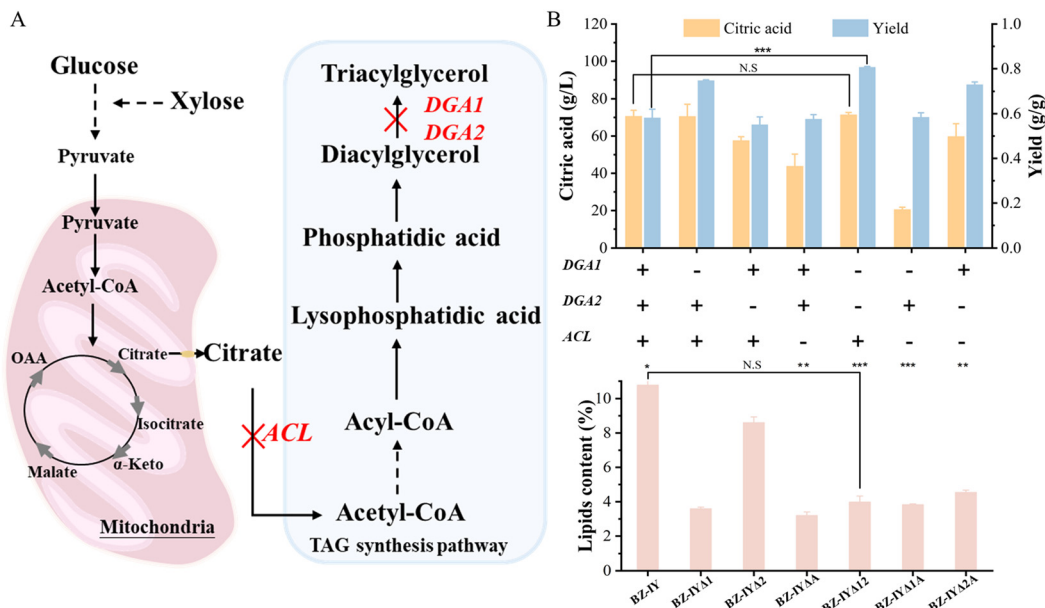 A
Glucose
Xylose
Pyruvate
Pyruvate
Acetyl-CoA
OAA
Citrate
Citrate
Isocitrate
α-Keto
Malate
Mitochondria
ACL
Triacylglycerol
DGA1
DGA2
Diacylglycerol
Phosphatidic acid
Lysophosphatidic acid
Acyl-CoA
Acetyl-CoA
TAG synthesis pathway
B
Citric acid
Yield
***
N.S
Citric acid (g/L)
120
100
80
60
40
20
0
Yield (g/g)
1.0
0.8
0.6
0.4
0.2
0.0
DGA1 + - + + - - +
DGA2 + + - + - + -
ACL + + + - + - -
* N.S ** *** *** **
Lipids content (%)
10
8
6
4
2
0
BZ-IY BZ-IYΔ1 BZ-IYΔ2 BZ-IYΔA BZ-IYΔ12 BZ-IYΔ1A BZ-IYΔ2A